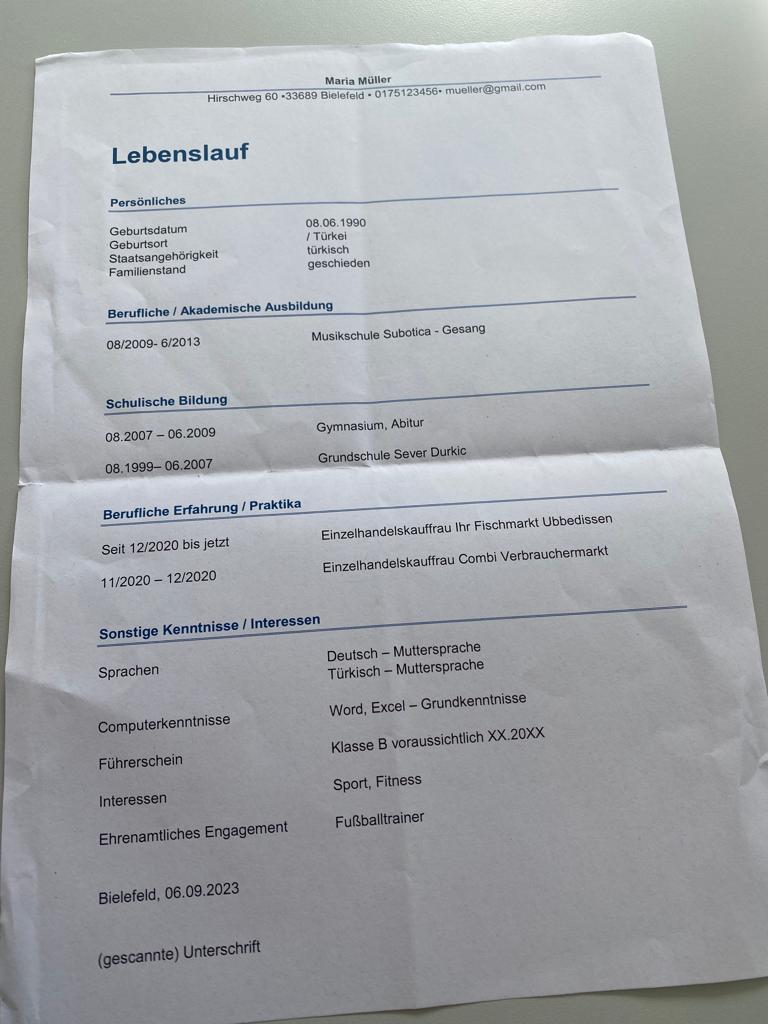 Maria Müller
Hirschweg 60 •33689 Bielefeld • 0175123456• mueller@gmail.com
Lebenslauf
Persönliches
Geburtsdatum 08.06.1990
Geburtsort / Türkei
Staatsangehörigkeit türkisch
Familienstand geschieden
Berufliche / Akademische Ausbildung
08/2009- 6/2013 Musikschule Subotica - Gesang
Schulische Bildung
08.2007 – 06.2009 Gymnasium, Abitur
08.1999– 06.2007 Grundschule Sever Durkic
Berufliche Erfahrung / Praktika
Seit 12/2020 bis jetzt Einzelhandelskauffrau Ihr Fischmarkt Ubbedissen
11/2020 – 12/2020 Einzelhandelskauffrau Combi Verbrauchermarkt
Sonstige Kenntnisse / Interessen
Sprachen Deutsch – Muttersprache
Türkisch – Muttersprache
Computerkenntnisse Word, Excel – Grundkenntnisse
Führerschein Klasse B voraussichtlich XX.20XX
Interessen Sport, Fitness
Ehrenamtliches Engagement Fußballtrainer
Bielefeld, 06.09.2023
(gescannte) Unterschrift